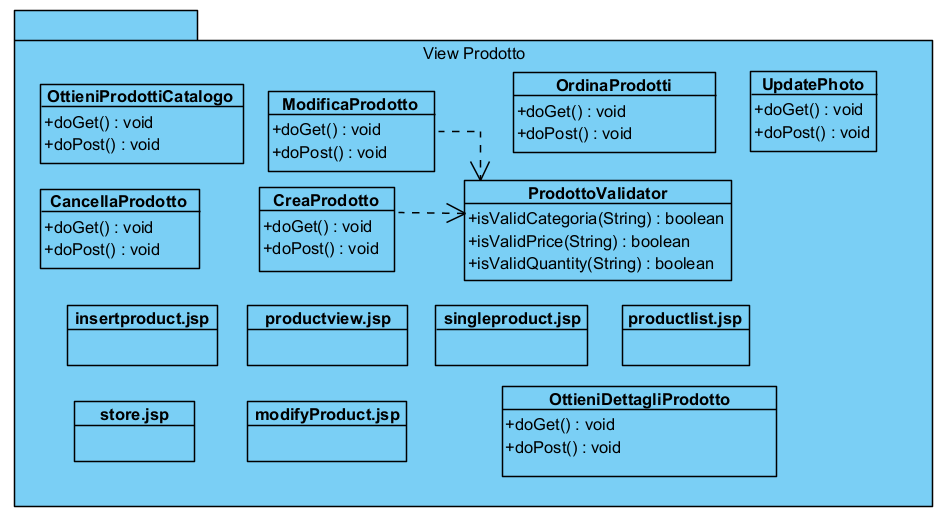 View Prodotto
OttieniProdottiCatalogo
+doGet() : void
+doPost() : void
ModificaProdotto
+doGet() : void
+doPost() : void
OrdinaProdotti
+doGet() : void
+doPost() : void
UpdatePhoto
+doGet() : void
+doPost() : void
CancellaProdotto
+doGet() : void
+doPost() : void
CreaProdotto
+doGet() : void
+doPost() : void
ProdottoValidator
+isValidCategoria(String) : boolean
+isValidPrice(String) : boolean
+isValidQuantity(String) : boolean
insertproduct.jsp
productview.jsp
singleproduct.jsp
productlist.jsp
store.jsp
modifyProduct.jsp
OttieniDettagliProdotto
+doGet() : void
+doPost() : void